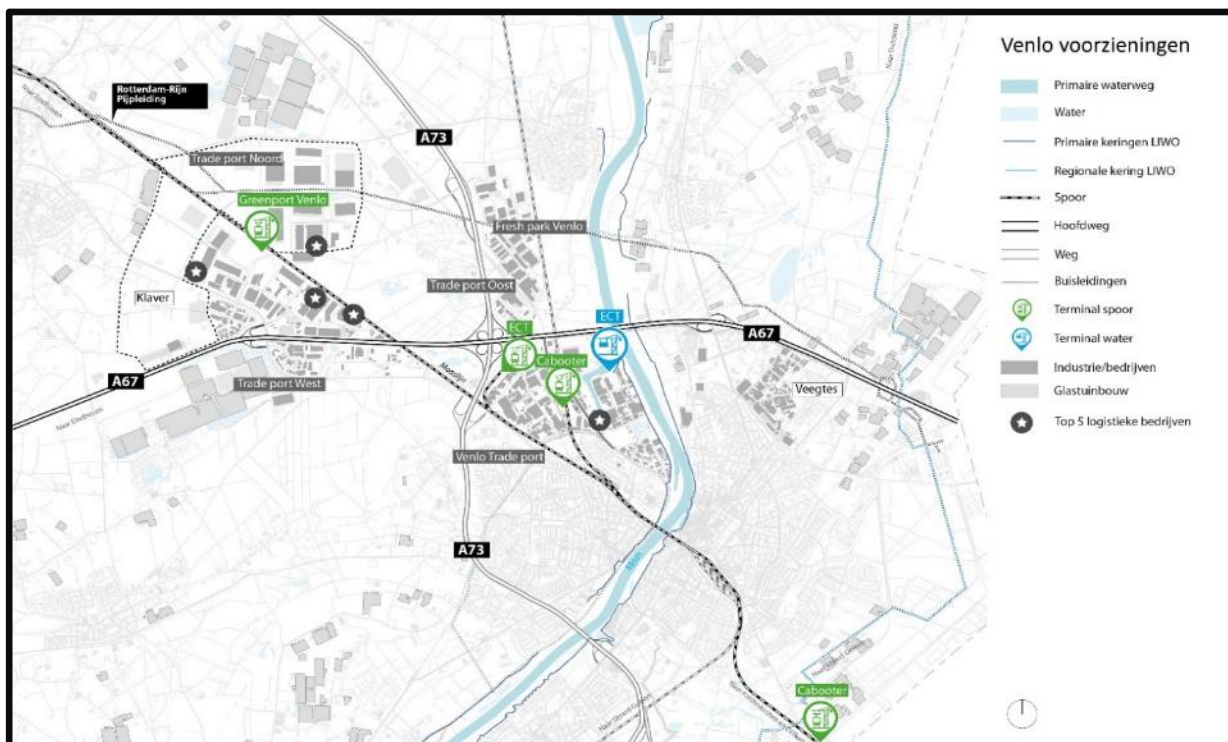 Venlo voorzieningen
Primaire waterweg
Water
Primaire keringen LIWO
Regionale kering LIWO
Spoor
Hoofdweg
Weg
Buisleidingen
Terminal spoor
Terminal water
Industrie/bedrijven
Glastuinbouw
Top 5 logistieke bedrijven
Rotterdam-Rijn
Pijpleiding
A73
Trade port Noord
Greenport Venlo
Fresh park Venlo
Klaver
Trade port Oost
ECT
ECT
A67
A67
Cabooter
Trade port West
Veegtes
Naar Eindhoven
Venlo Trade port
A73
Maas
Cabooter